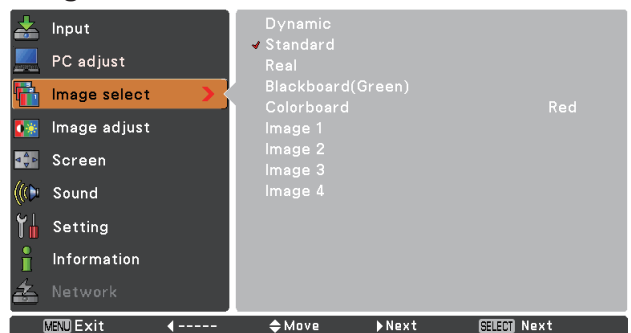 Input
PC adjust
Image select
Image adjust
Screen
Sound
Setting
Information
Network
Dynamic
Standard
Real
Blackboard(Green)
Colorboard Red
Image 1
Image 2
Image 3
Image 4
MENU Exit ◀----- Move ▶Next SELECT Next